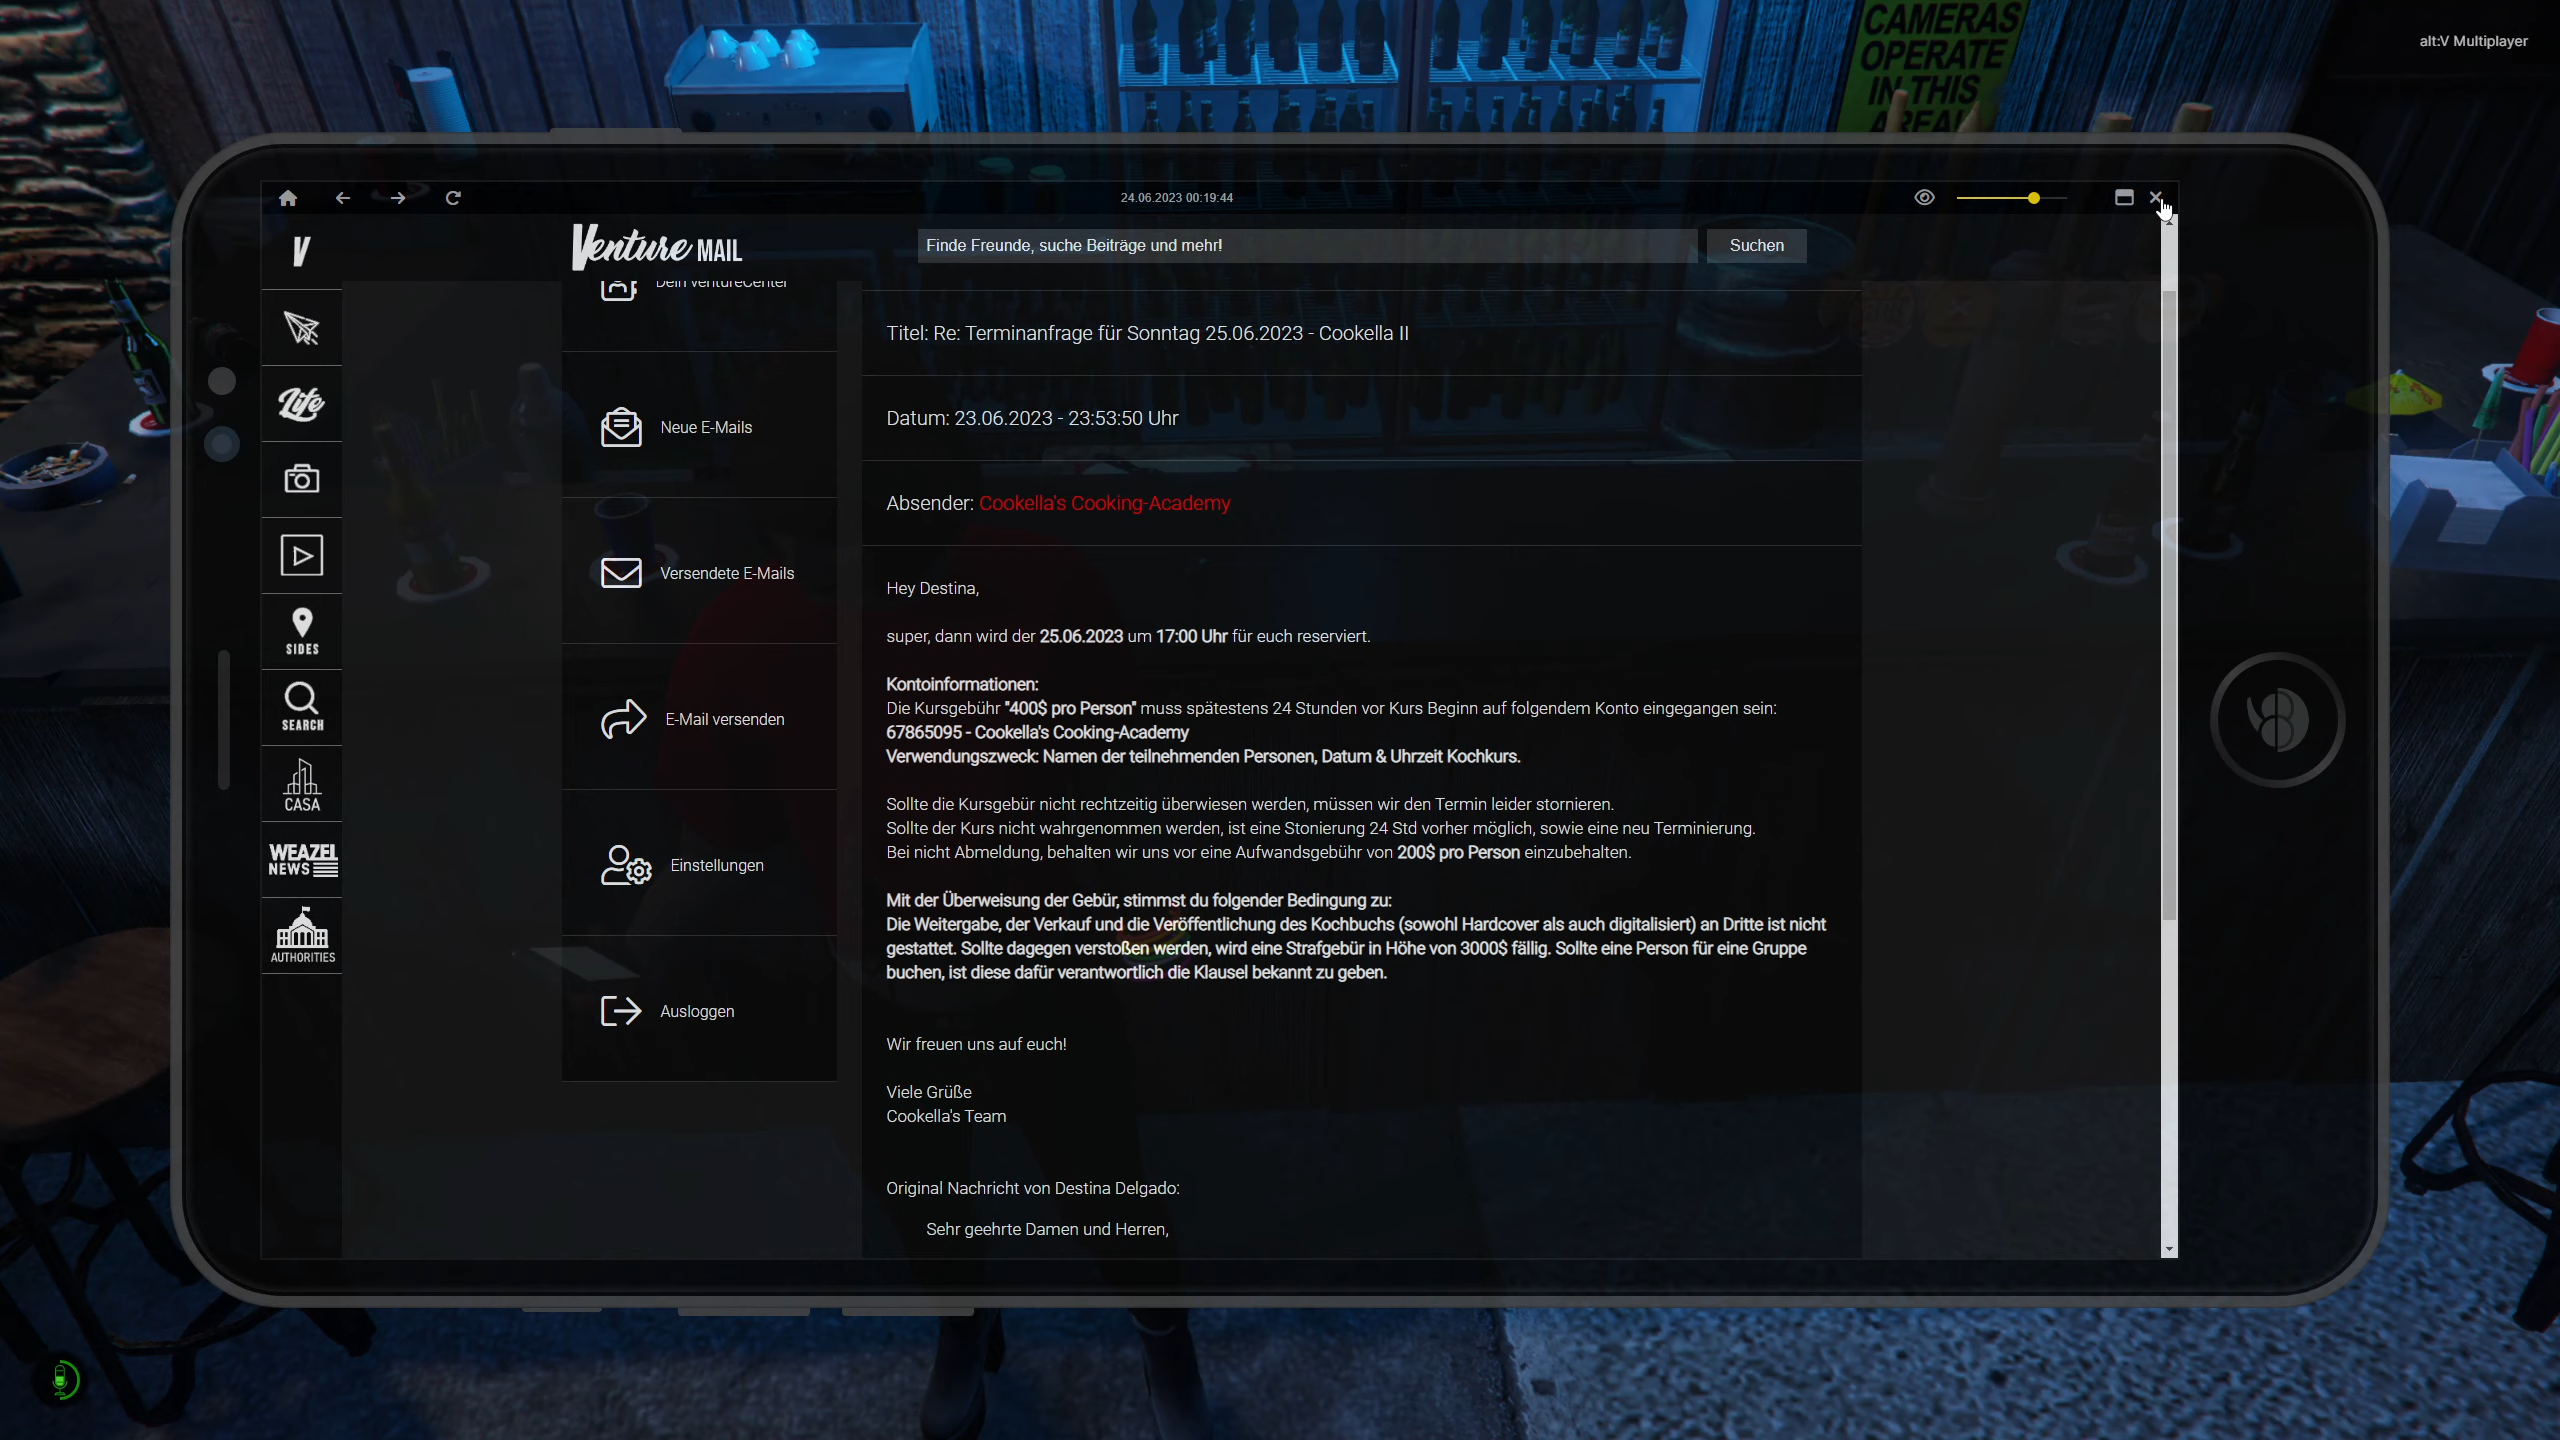 CAMERAS
OPERATE
IN THIS
AREA
alt:V Multiplayer
24.06.2023 00:19:44
V
Venture MAIL
Finde Freunde, suche Beiträge und mehr!
Suchen
Dein VentureCenter
Life
SIDES
SEARCH
CASA
WEAZEL
NEWS
AUTHORITIES
Neue E-Mails
Versendete E-Mails
E-Mail versenden
Einstellungen
Ausloggen
Titel: Re: Terminanfrage für Sonntag 25.06.2023 - Cookella II
Datum: 23.06.2023 - 23:53:50 Uhr
Absender: Cookella's Cooking-Academy
Hey Destina,
super, dann wird der 25.06.2023 um 17:00 Uhr für euch reserviert.
Kontoinformationen:
Die Kursgebühr "400$ pro Person" muss spätestens 24 Stunden vor Kurs Beginn auf folgendem Konto eingegangen sein:
67865095 - Cookella's Cooking-Academy
Verwendungszweck: Namen der teilnehmenden Personen, Datum & Uhrzeit Kochkurs.
Sollte die Kursgebür nicht rechtzeitig überwiesen werden, müssen wir den Termin leider stornieren.
Sollte der Kurs nicht wahrgenommen werden, ist eine Stonierung 24 Std vorher möglich, sowie eine neu Terminierung.
Bei nicht Abmeldung, behalten wir uns vor eine Aufwandsgebühr von 200$ pro Person einzubehalten.
Mit der Überweisung der Gebür, stimmst du folgender Bedingung zu:
Die Weitergabe, der Verkauf und die Veröffentlichung des Kochbuchs (sowohl Hardcover als auch digitalisiert) an Dritte ist nicht
gestattet. Sollte dagegen verstoßen werden, wird eine Strafgebür in Höhe von 3000$ fällig. Sollte eine Person für eine Gruppe
buchen, ist diese dafür verantwortlich die Klausel bekannt zu geben.
Wir freuen uns auf euch!
Viele Grüße
Cookella's Team
Original Nachricht von Destina Delgado:
Sehr geehrte Damen und Herren,